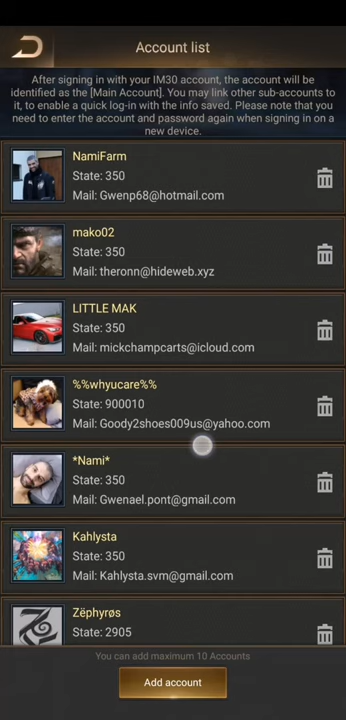 Account list
After signing in with your IM30 account, the account will be
identified as the [Main Account]. You may link other sub-accounts to
it, to enable a quick log-in with the info saved. Please note that you
need to enter the account and password again when signing in on a
new device.
NamiFarm
State: 350
Mail: Gwenp68@hotmail.com
mako02
State: 350
Mail: theronn@hideweb.xyz
LITTLE MAK
State: 350
Mail: mickchampcarts@icloud.com
%%whyucare%%
State: 900010
Mail: Goody2shoes009us@yahoo.com
*Nami*
State: 350
Mail: Gwenael.pont@gmail.com
Kahlysta
State: 350
Mail: Kahlysta.svm@gmail.com
Zëphyrøs
State: 2905
You can add maximum 10 Accounts
Add account